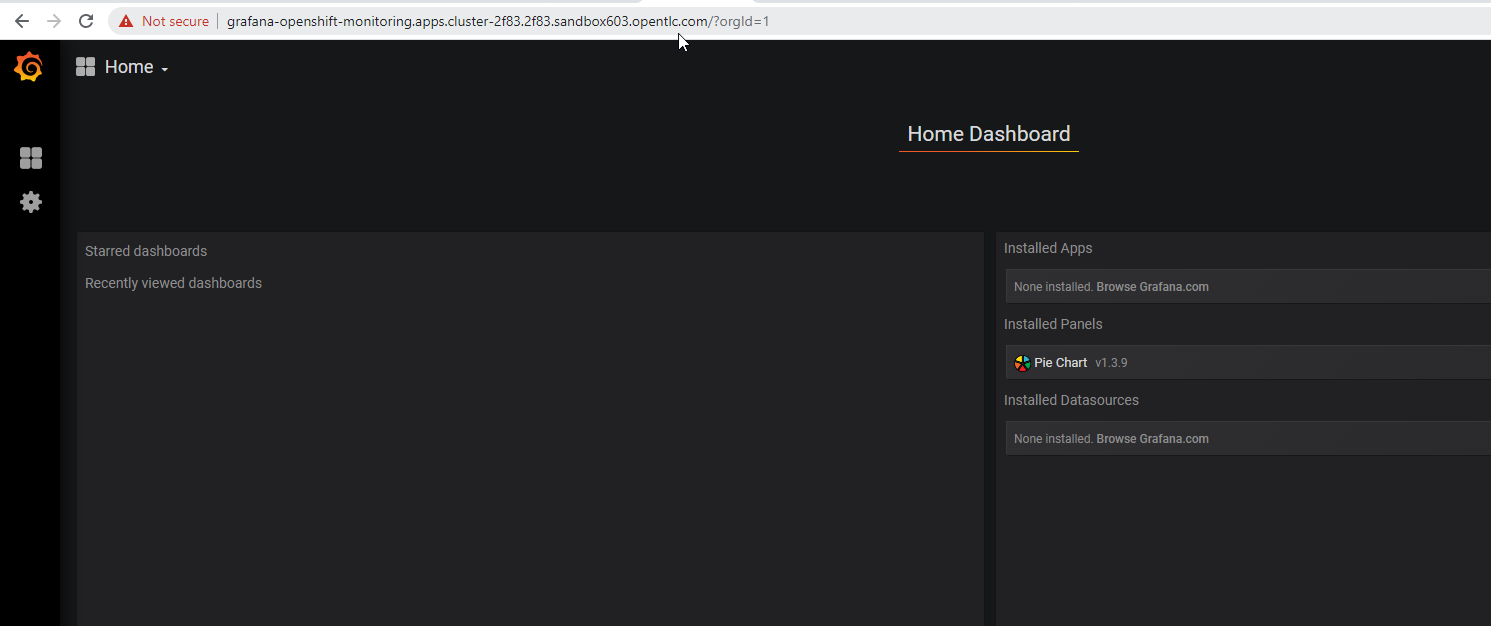 Not secure grafana-openshift-monitoring.apps.cluster-2f83.2f83.sandbox603.opentlc.com/?orgId=1
Home
Home Dashboard
Starred dashboards
Recently viewed dashboards
Installed Apps
None installed. Browse Grafana.com
Installed Panels
Pie Chart v1.3.9
Installed Datasources
None installed. Browse Grafana.com